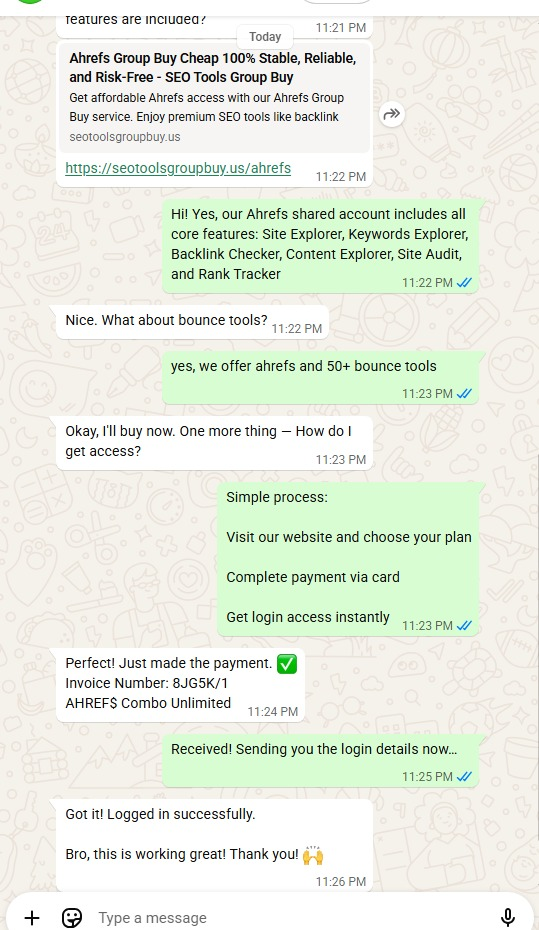 features are included?
11:21 PM
Today
Ahrefs Group Buy Cheap 100% Stable, Reliable,
and Risk-Free - SEO Tools Group Buy
Get affordable Ahrefs access with our Ahrefs Group
Buy service. Enjoy premium SEO tools like backlink
seotoolsgroupbuy.us
https://seotoolsgroupbuy.us/ahrefs
11:22 PM
Hi! Yes, our Ahrefs shared account includes all
core features: Site Explorer, Keywords Explorer,
Backlink Checker, Content Explorer, Site Audit,
and Rank Tracker
11:22 PM
Nice. What about bounce tools?
11:22 PM
yes, we offer ahrefs and 50+ bounce tools
11:23 PM
Okay, I'll buy now. One more thing — How do I
get access?
11:23 PM
Simple process:
Visit our website and choose your plan
Complete payment via card
Get login access instantly
11:23 PM
Perfect! Just made the payment. ✅
Invoice Number: 8JG5K/1
AHREF$ Combo Unlimited
11:24 PM
Received! Sending you the login details now...
11:25 PM
Got it! Logged in successfully.
Bro, this is working great! Thank you! 🙌
11:26 PM
Type a message